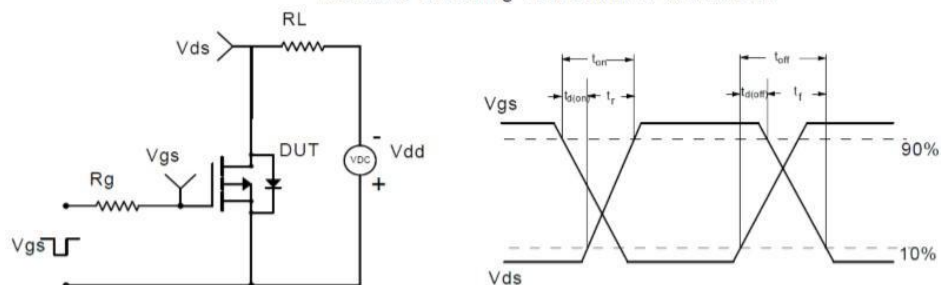 RL
Vds
DUT
Vgs
Rg
VDC
-
+
Vdd
Vgs
ton
td(on)
tr
toff
td(off)
tf
Vgs
90%
10%
Vds